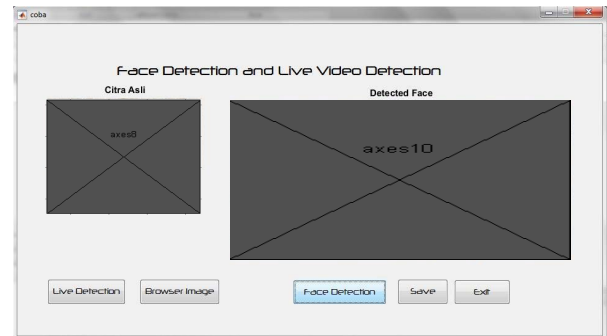 coba
Face Detection and Live Video Detection
Citra Asli
Detected Face
axes8
axes10
Live Detection
Browser Image
Face Detection
Save
Exit